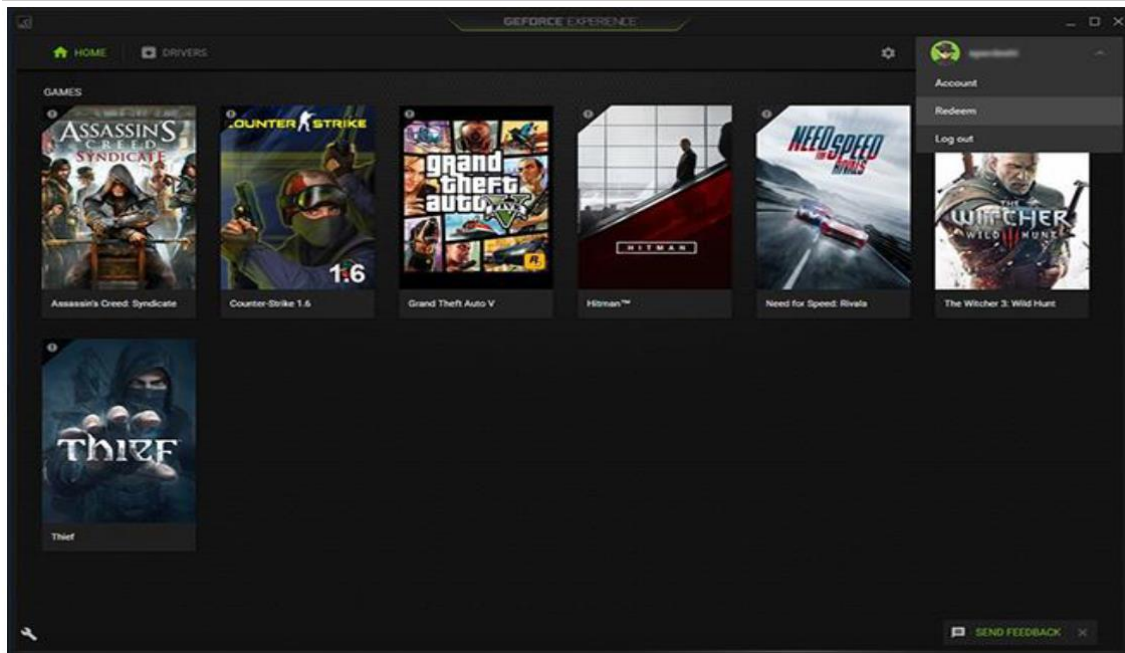 GEFORCE EXPERIENCE
HOME
DRIVERS
Account
Redeem
Log out
GAMES
ASSASSIN'S
CREED
SYNDICATE
COUNTER STRIKE
1.6
grand
theft
auto
V
R
HITMAN
NEED FOR SPEED
RIVALS
THE
WITCHER
WILD HUNT
Assassin's Creed: Syndicate
Counter-Strike 1.6
Grand Theft Auto V
Hitman™
Need for Speed: Rivals
The Witcher 3: Wild Hunt
THIEF
Thief
SEND FEEDBACK